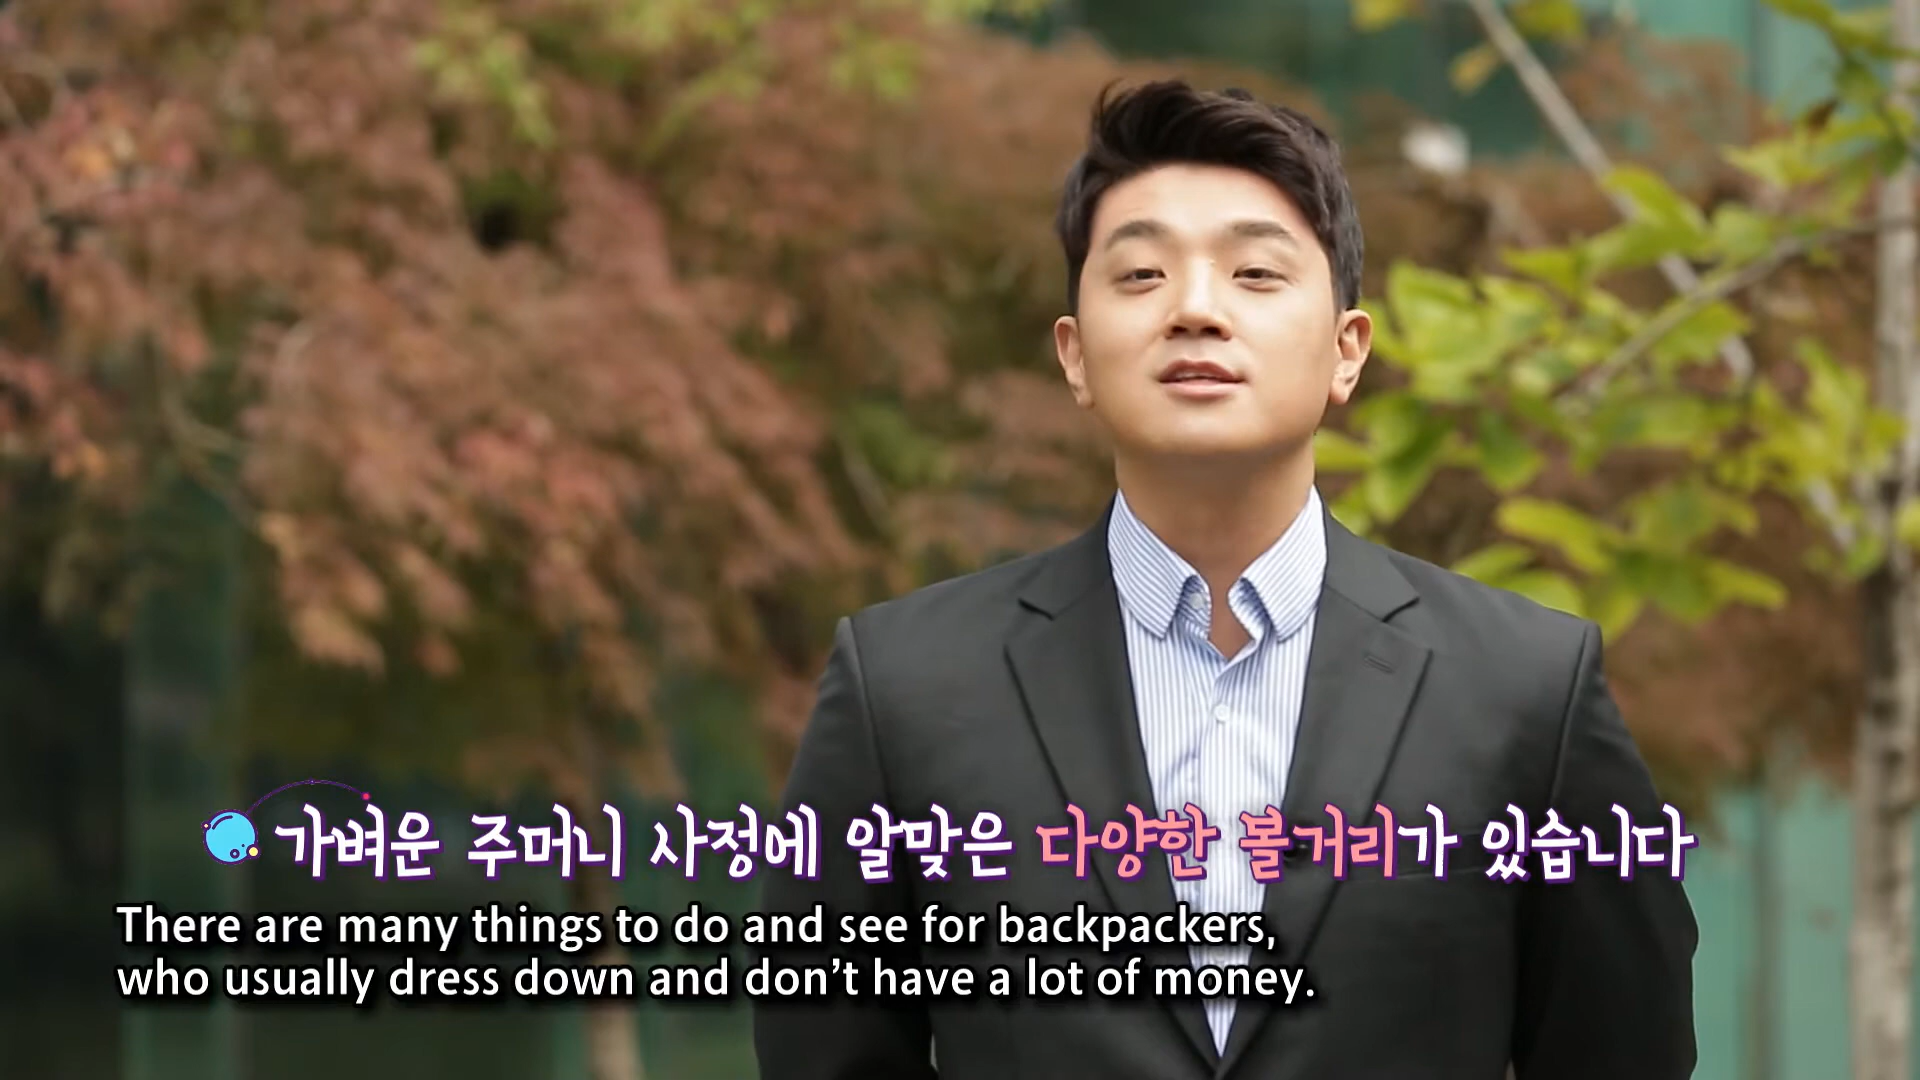 가벼운 주머니 사정에 알맞은 다양한 볼거리가 있습니다
There are many things to do and see for backpackers,
who usually dress down and don’t have a lot of money.